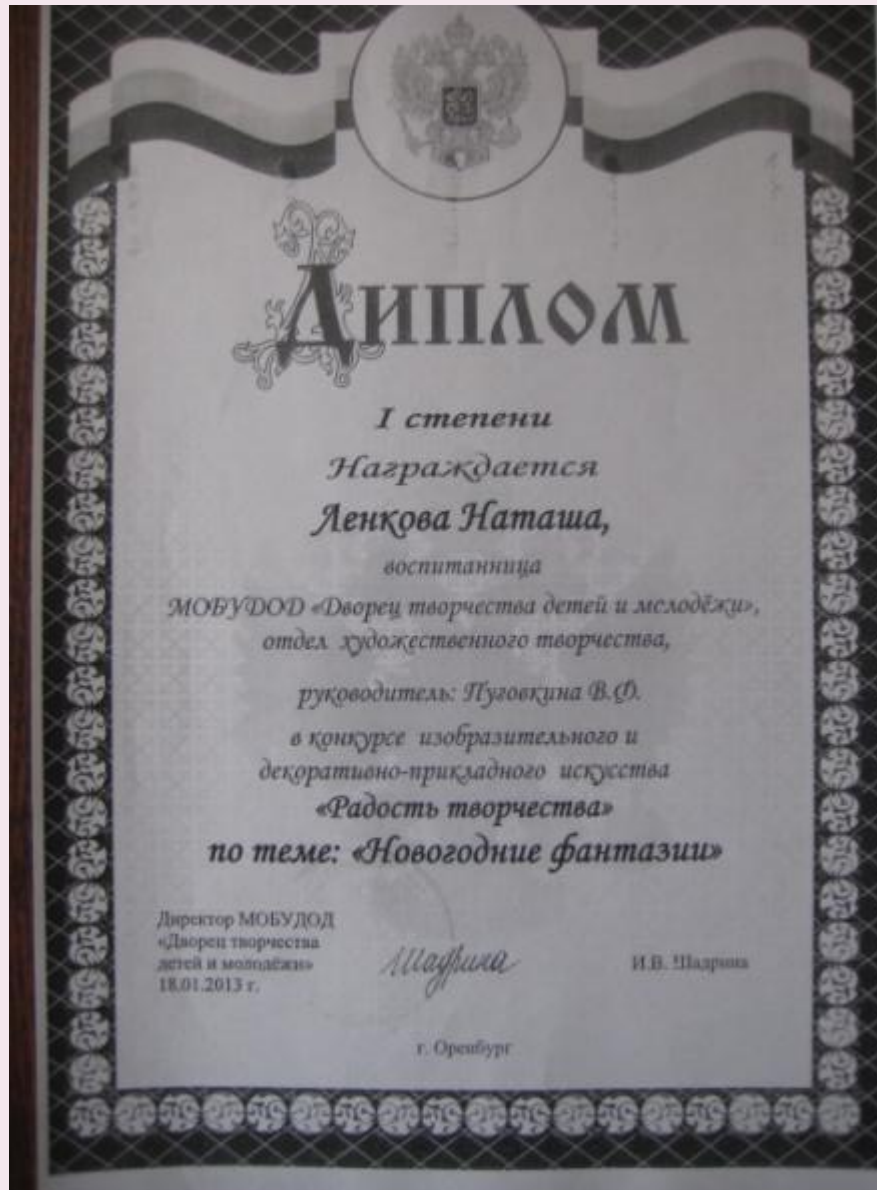 Диплом
I степени
Награждается
Ленкова Наташа,
воспитанница
МОБУДОД «Дворец творчества детей и молодёжи»,
отдел художественного творчества,
руководитель: Пуговкина В.Ф.
в конкурсе изобразительного и
декоративно-прикладного искусства
«Радость творчества»
по теме: «Новогодние фантазии»
Директор МОБУДОД
«Дворец творчества
детей и молодёжи»
18.01.2013 г.
Шадрина
И.В. Шадрина
г. Оренбург